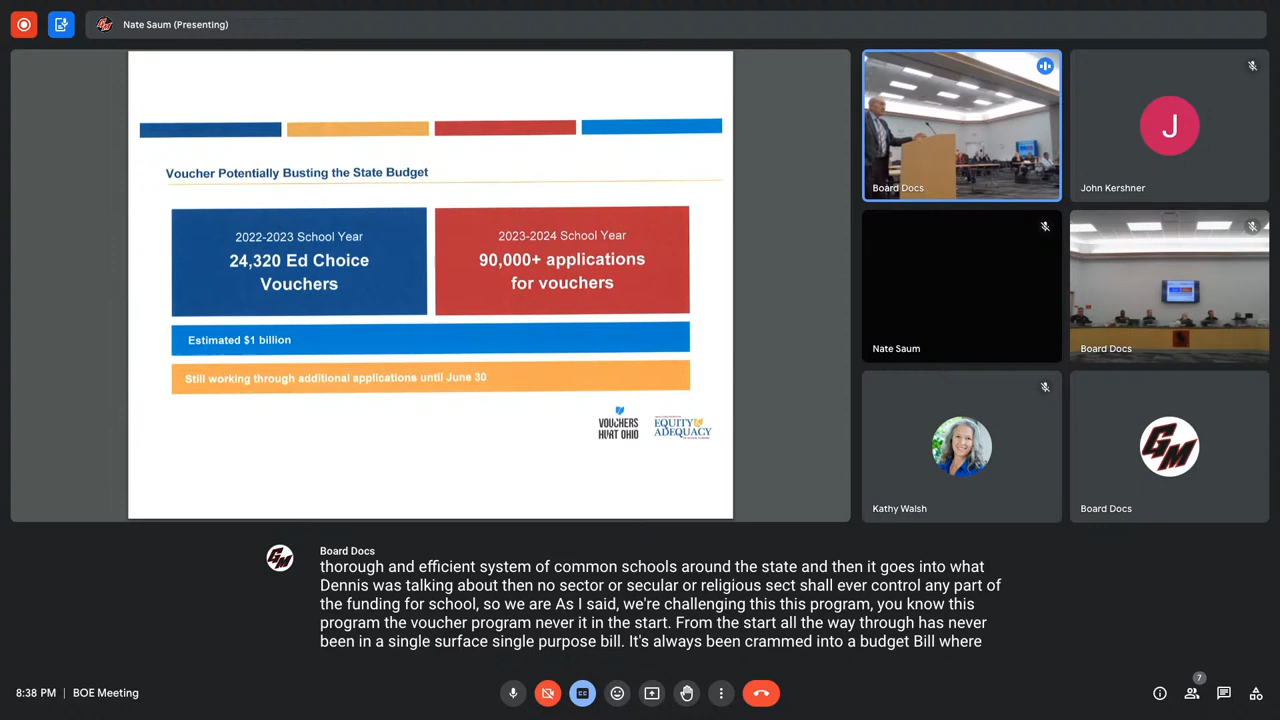 Nate Saum (Presenting)
Voucher Potentially Busting the State Budget
2022-2023 School Year
24,320 Ed Choice
Vouchers
2023-2024 School Year
90,000+ applications
for vouchers
Estimated $1 billion
Still working through additional applications until June 30
VOUCHERS
HURT OHIO
EQUITY
ADEQUACY
Board Docs
J
John Kershner
Nate Saum
Board Docs
Kathy Walsh
GM
Board Docs
GM
Board Docs
thorough and efficient system of common schools around the state and then it goes into what
Dennis was talking about then no sector or secular or religious sect shall ever control any part of
the funding for school, so we are As I said, we're challenging this this program, you know this
program the voucher program never it in the start. From the start all the way through has never
been in a single surface single purpose bill. It's always been crammed into a budget Bill where
8:38 PM | BOE Meeting
CC
7